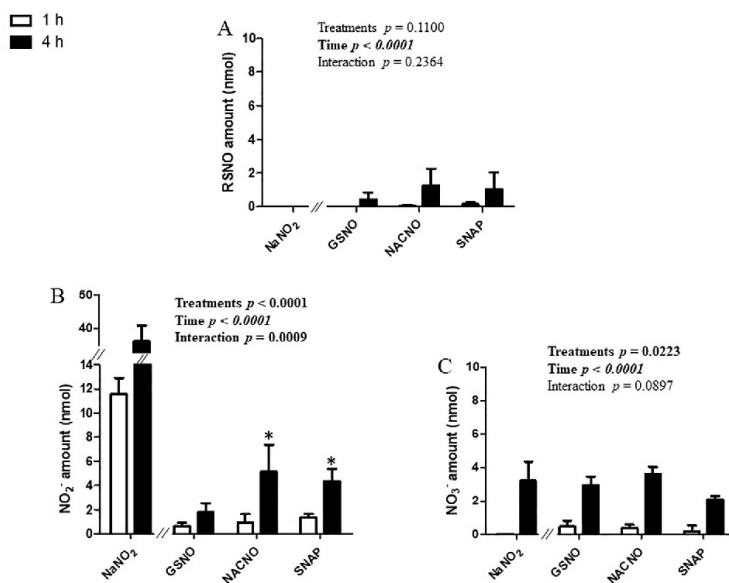 1 h
4 h
A
Treatments p = 0.1100
Time p < 0.0001
Interaction p = 0.2364
RSNO amount (nmol)
10
8
6
4
2
0
NaNO₂
GSNO
NACNO
SNAP
B
Treatments p < 0.0001
Time p < 0.0001
Interaction p = 0.0009
NO₂⁻ amount (nmol)
50
40
14
12
10
8
6
4
2
0
*
*
NaNO₂
GSNO
NACNO
SNAP
C
Treatments p = 0.0223
Time p < 0.0001
Interaction p = 0.0897
NO₃⁻ amount (nmol)
10
8
6
4
2
0
NaNO₂
GSNO
NACNO
SNAP